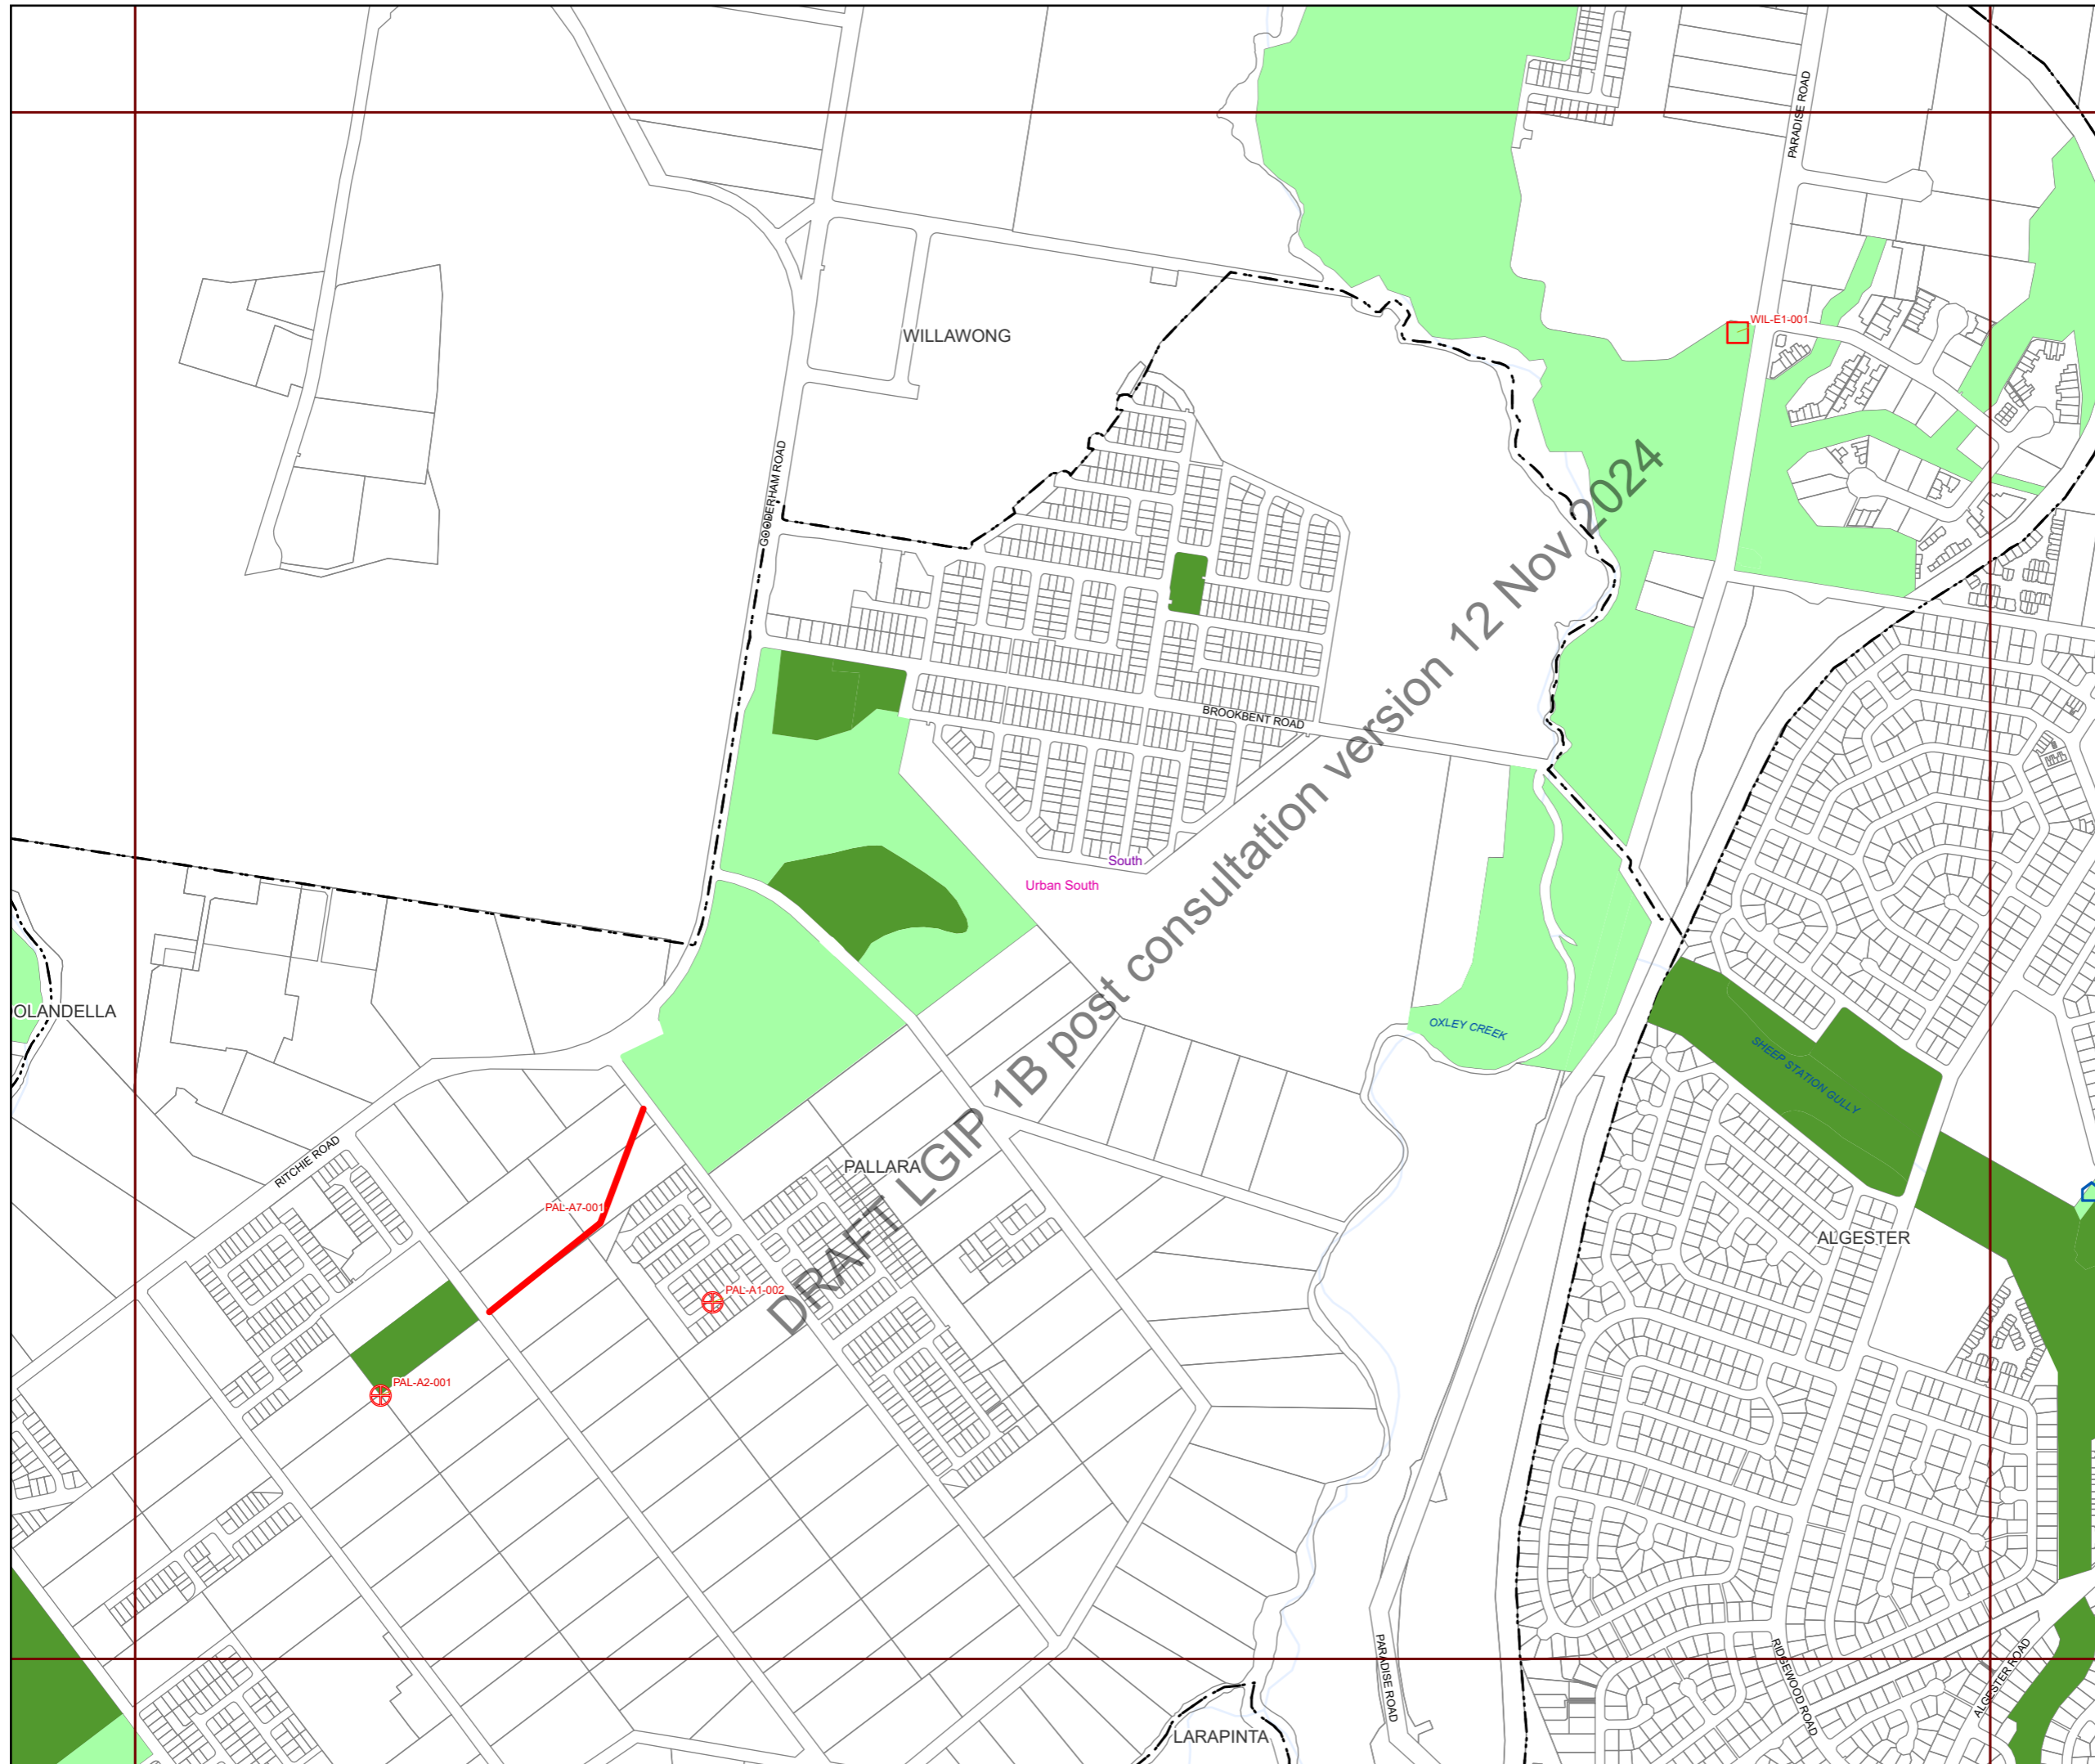 PARADISE ROAD
WILLAWONG
WIL-E1-001
GOODERHAM ROAD
BROOKBENT ROAD
South
Urban South
DRAFT LGIP 1B post consultation version 12 Nov 2024
OLANDELLA
OXLEY CREEK
SHEEP STATION GULLY
RITCHIE ROAD
PALLARA
PAL-A7-001
ALGESTER
PAL-A1-002
PAL-A2-001
PARADISE ROAD
RIDGEWOOD ROAD
ALGESTER ROAD
LARAPINTA